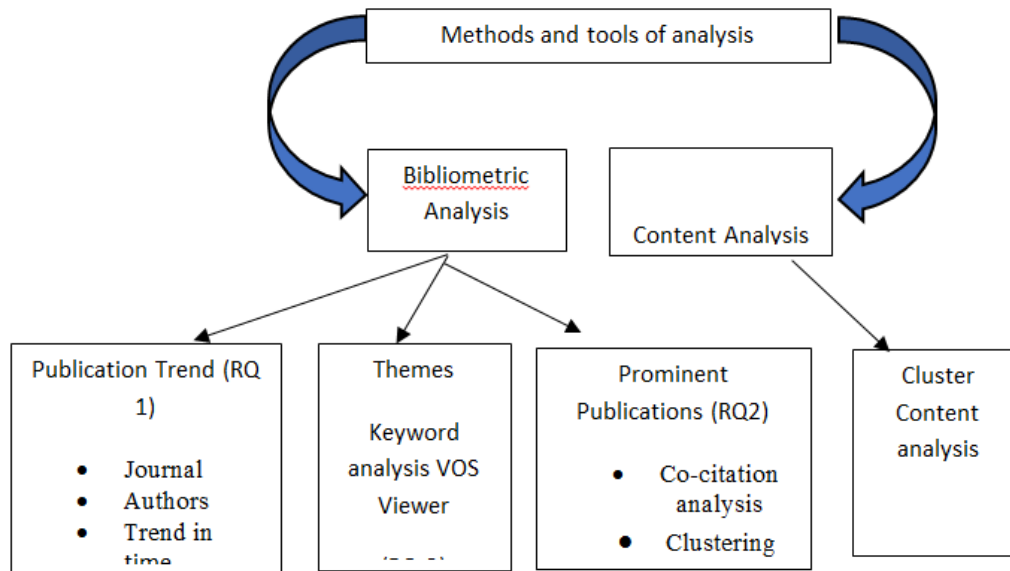 Methods and tools of analysis
Bibliometric
Analysis
Content Analysis
Publication Trend (RQ
1)
• Journal
• Authors
• Trend in
time
Themes
Keyword
analysis VOS
Viewer
Prominent
Publications (RQ2)
• Co-citation
analysis
• Clustering
Cluster
Content
analysis